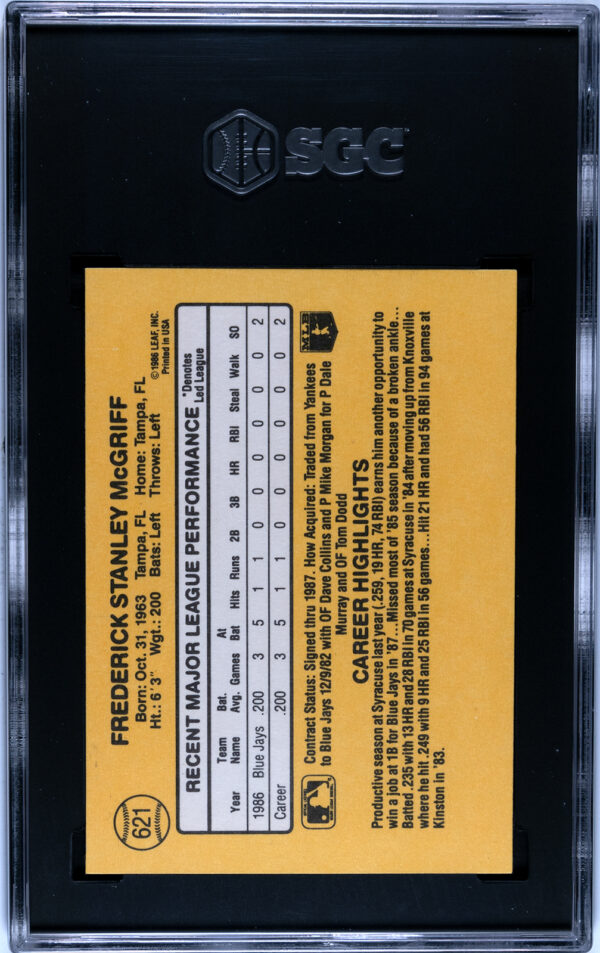 SGC
621
FREDERICK STANLEY McGRIFF
Born: Oct. 31, 1963 Tampa, FL Home: Tampa, FL
Ht.: 6'3" Wgt.: 200 Bats: Left Throws: Left
©1986 LEAF, INC.
Printed in USA
RECENT MAJOR LEAGUE PERFORMANCE
*Denotes
Led League
Year Team Name Bat. Avg. Games At Bat Hits Runs 2B 3B HR RBI Steal Walk SO
1986 Blue Jays .200 3 5 1 1 0 0 0 0 0 0 2
Career .200 3 5 1 1 0 0 0 0 0 0 2
MLB
Contract Status: Signed thru 1987. How Acquired: Traded from Yankees
to Blue Jays 12/9/82 with OF Dave Collins and P Mike Morgan for P Dale
Murray and OF Tom Dodd
CAREER HIGHLIGHTS
Productive season at Syracuse last year (.259, 19 HR, 74 RBI) earns him another opportunity to
win a job at 1B for Blue Jays in '87...Missed most of '85 season because of a broken ankle...
Batted .235 with 13 HR and 28 RBI in 70 games at Syracuse in '84 after moving up from Knoxville
where he hit .249 with 9 HR and 25 RBI in 56 games...Hit 21 HR and had 56 RBI in 94 games at
Kinston in '83.